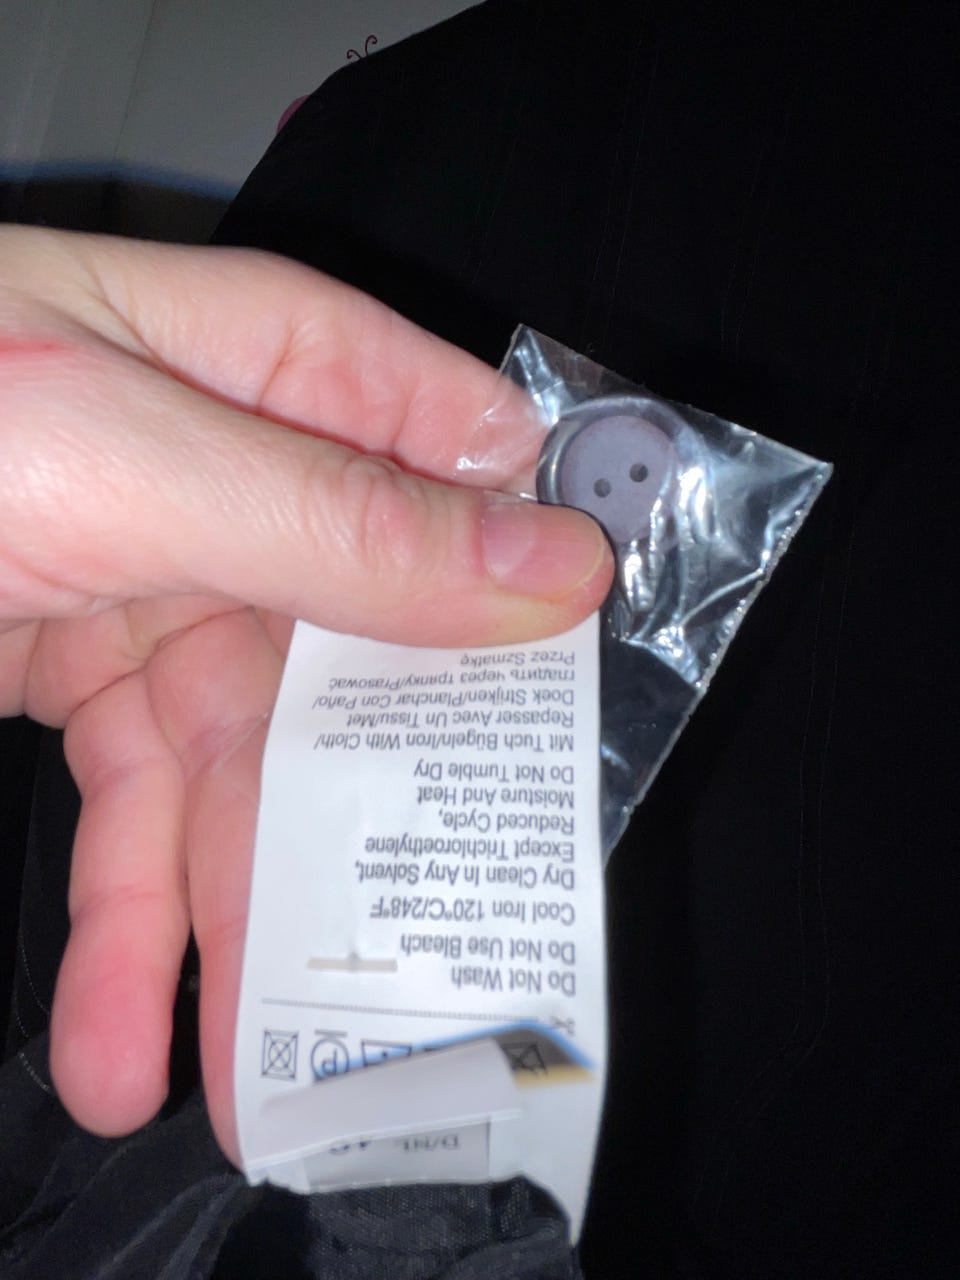 D/NL
Do Not Wash
Do Not Use Bleach
Cool Iron 120°C/248°F
Dry Clean In Any Solvent,
Except Trichloroethylene
Reduced Cycle,
Moisture And Heat
Do Not Tumble Dry
Mit Tuch Bügeln/Iron With Cloth/
Repasser Avec Un Tissu/Met
Doek Strijken/Planchar Con Paño/
гладить через тряпку/Prasować
Przez Szmatkę